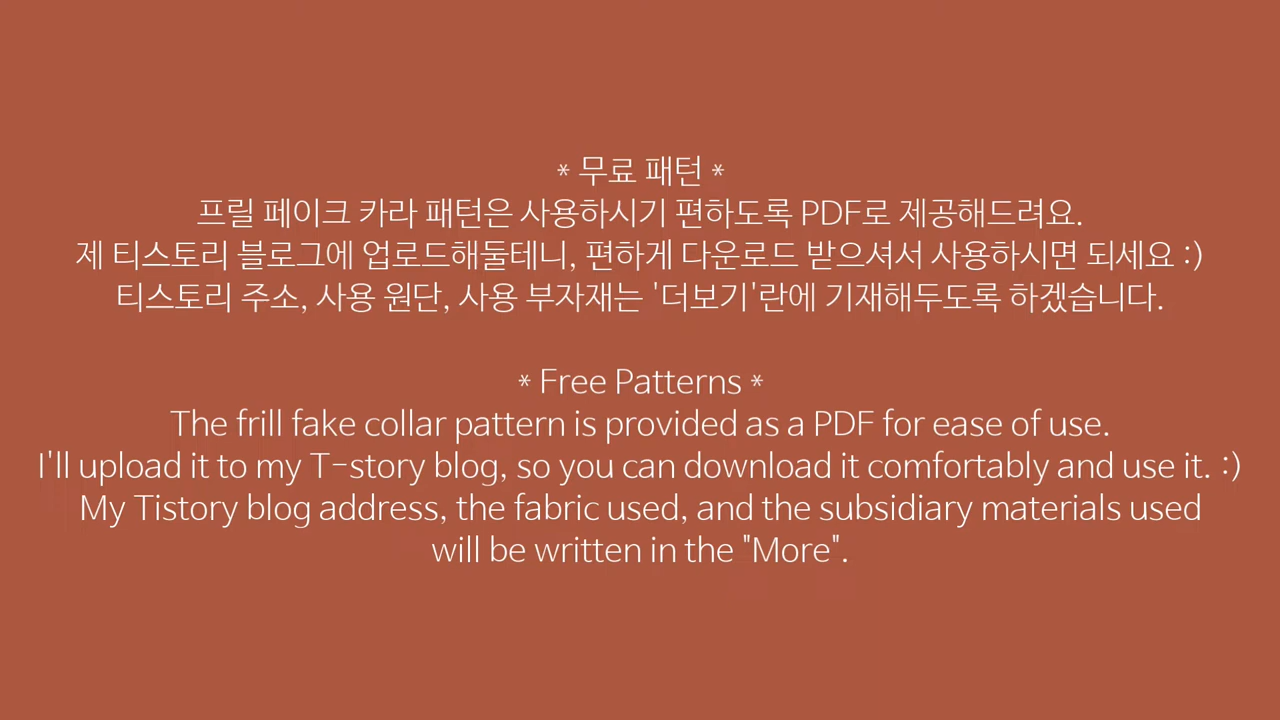 * 무료 패턴 *
프릴 페이크 카라 패턴은 사용하시기 편하도록 PDF로 제공해드려요.
제 티스토리 블로그에 업로드해둘테니, 편하게 다운로드 받으셔서 사용하시면 되세요 :)
티스토리 주소, 사용 원단, 사용 부자재는 '더보기'란에 기재해두도록 하겠습니다.
* Free Patterns *
The frill fake collar pattern is provided as a PDF for ease of use.
I'll upload it to my T-story blog, so you can download it comfortably and use it. :)
My Tistory blog address, the fabric used, and the subsidiary materials used
will be written in the "More".